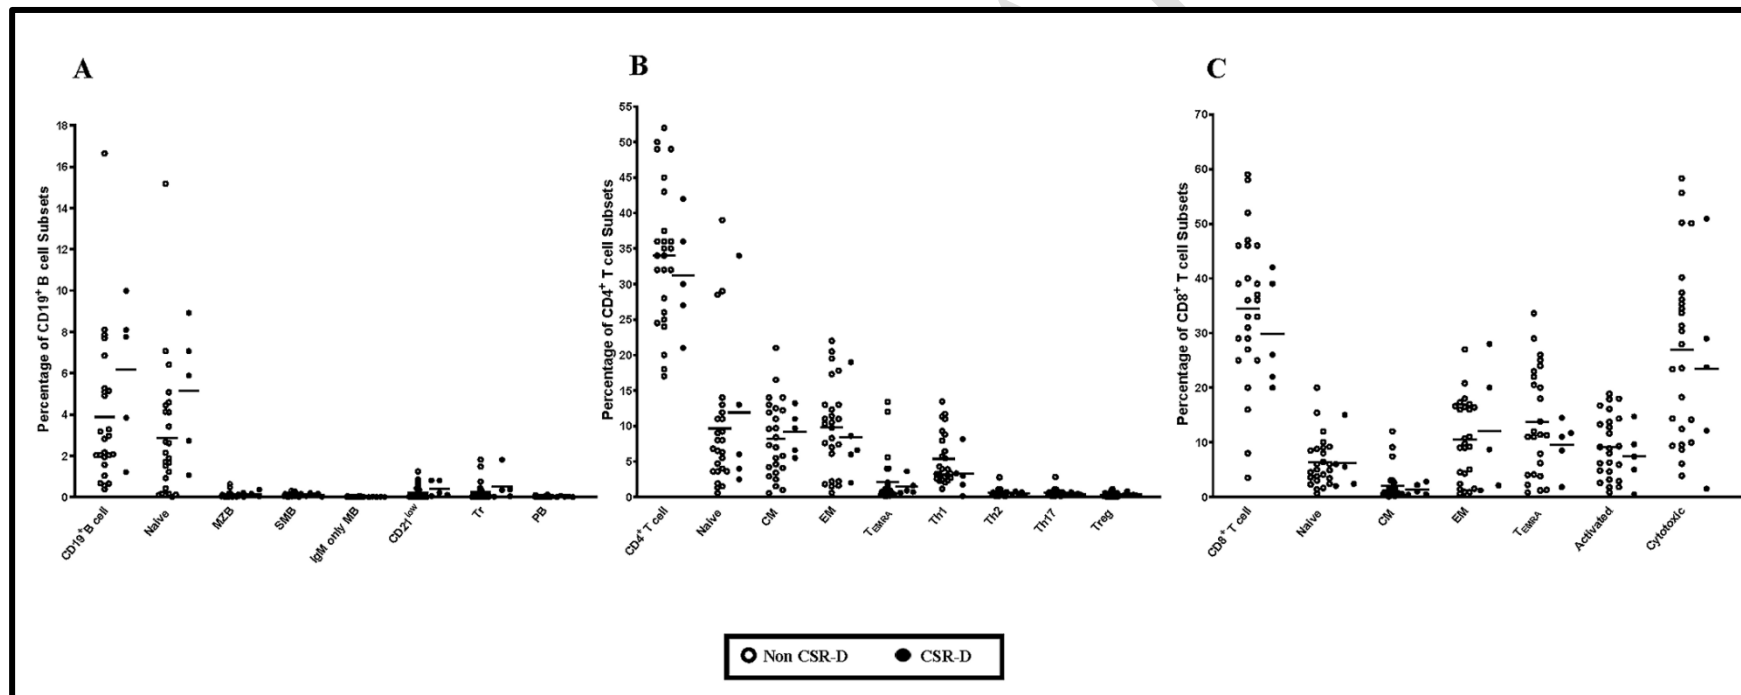 A
B
C
Percentage of CD19+ B cell Subsets
18
16
14
12
10
8
6
4
2
0
CD19+B cell
Naive
MZB
SMB
IgM only MB
CD21low
Tr
PB
Percentage of CD4+ T cell Subsets
55
50
45
40
35
30
25
20
15
10
5
0
CD4+ T cell
Naive
CM
EM
TEMRA
Th1
Th2
Th17
Treg
Percentage of CD8+ T cell Subsets
70
60
50
40
30
20
10
0
CD8+ T cell
Naive
CM
EM
TEMRA
Activated
Cytotoxic
Non CSR-D
CSR-D